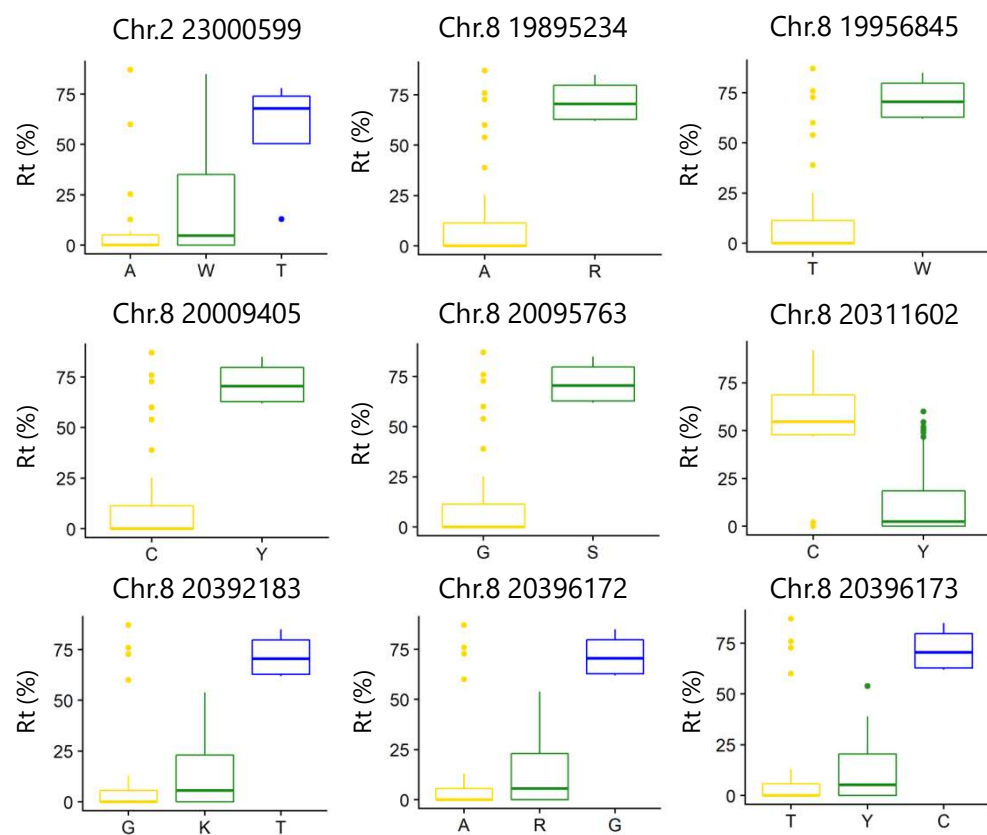 Chr.2 23000599
Rt (%)
75
50
25
0
A W T
Chr.8 19895234
Rt (%)
75
50
25
0
A R
Chr.8 19956845
Rt (%)
75
50
25
0
T W
Chr.8 20009405
Rt (%)
75
50
25
0
C Y
Chr.8 20095763
Rt (%)
75
50
25
0
G S
Chr.8 20311602
Rt (%)
75
50
25
0
C Y
Chr.8 20392183
Rt (%)
75
50
25
0
G K T
Chr.8 20396172
Rt (%)
75
50
25
0
A R G
Chr.8 20396173
Rt (%)
75
50
25
0
T Y C